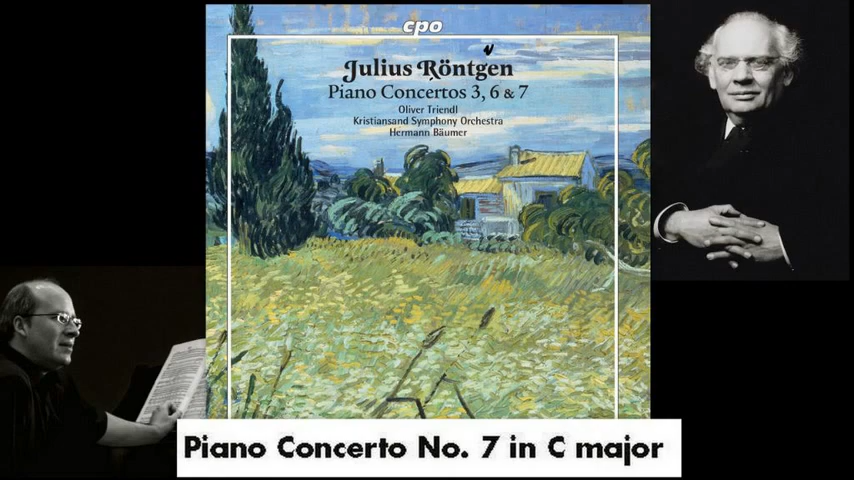 cpo
Julius Röntgen
Piano Concertos 3, 6 & 7
Oliver Triendl
Kristiansand Symphony Orchestra
Hermann Bäumer
Piano Concerto No. 7 in C major